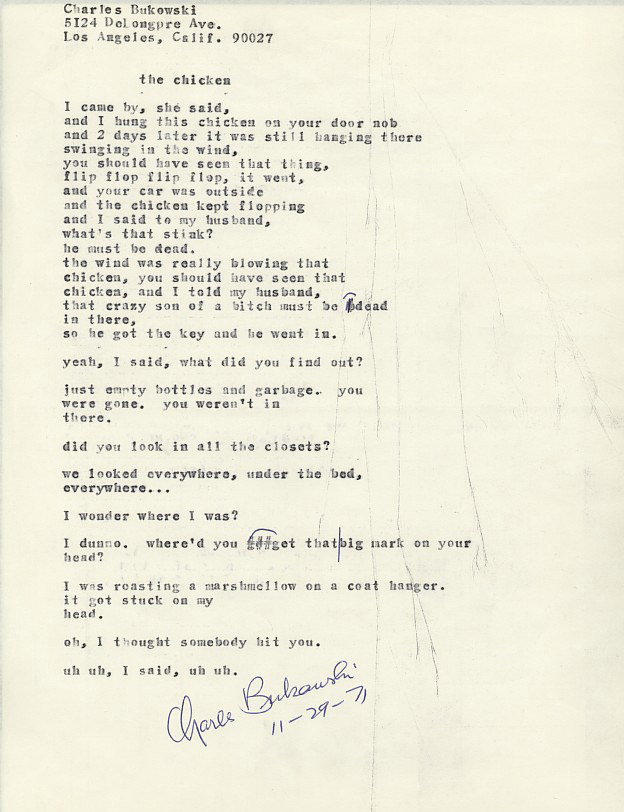 Charles Bukowski
5124 DeLongpre Ave.
Los Angeles, Calif. 90027
the chicken
I came by, she said,
and I hung this chicken on your door nob
and 2 days later it was still hanging there
swinging in the wind,
you should have seen that thing,
flip flop flip flop, it went,
and your car was outside
and the chicken kept flopping
and I said to my husband,
what's that stink?
he must be dead.
the wind was really blowing that
chicken, you should have seen that
chicken, and I told my husband,
that crazy son of a bitch must be dead
in there,
so he got the key and he went in.
yeah, I said, what did you find out?
just empty bottles and garbage. you
were gone. you weren't in
there.
did you look in all the closets?
we looked everywhere, under the bed,
everywhere...
I wonder where I was?
I dunno. where'd you ###get that|big mark on your
head?
I was roasting a marshmellow on a coat hanger.
it got stuck on my
head.
oh, I thought somebody hit you.
uh uh, I said, uh uh.
Charles Bukowski
11-29-71